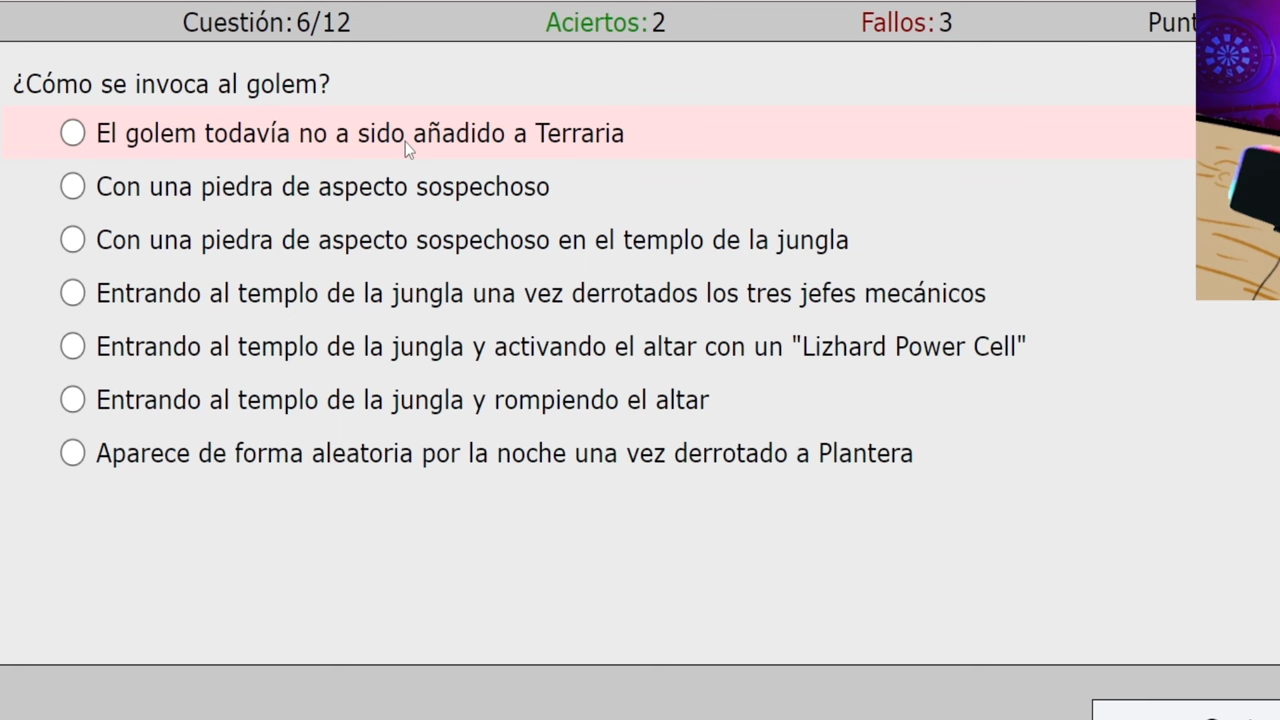 Cuestión: 6/12 Aciertos: 2 Fallos: 3
¿Cómo se invoca al golem?
El golem todavía no a sido añadido a Terraria
Con una piedra de aspecto sospechoso
Con una piedra de aspecto sospechoso en el templo de la jungla
Entrando al templo de la jungla una vez derrotados los tres jefes mecánicos
Entrando al templo de la jungla y activando el altar con un "Lizhard Power Cell"
Entrando al templo de la jungla y rompiendo el altar
Aparece de forma aleatoria por la noche una vez derrotado a Plantera